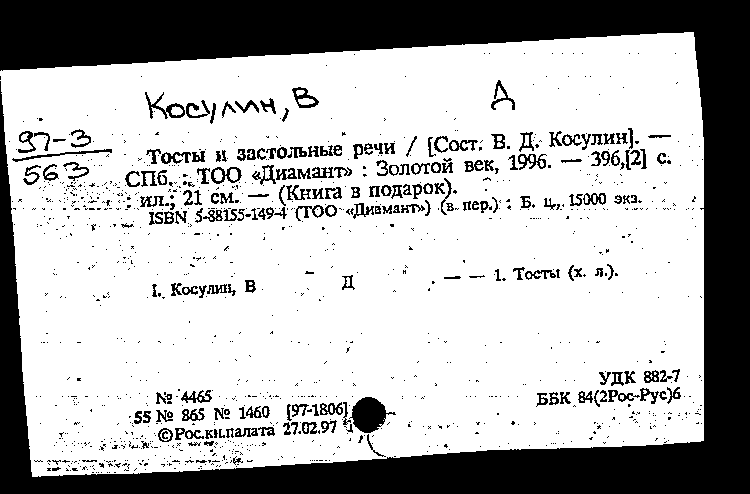 Косулин, В Д
97-3
563
Тосты и застольные речи / [Сост. В. Д. Косулин]. —
СПб. : ТОО «Диамант» : Золотой век, 1996. — 396,[2] с.
: ил.; 21 см. — (Книга в подарок).
ISBN 5-88155-149-4 (ТОО «Диамант») (в пер.) : Б. ц., 15000 экз.
I. Косулин, В Д — — 1. Тосты (х. л.).
УДК 882-7
№ 4465
ББК 84(2Рос-Рус)6
55 № 865 № 1460 [97-1806]
©Рос.кн.палата 27.02.97